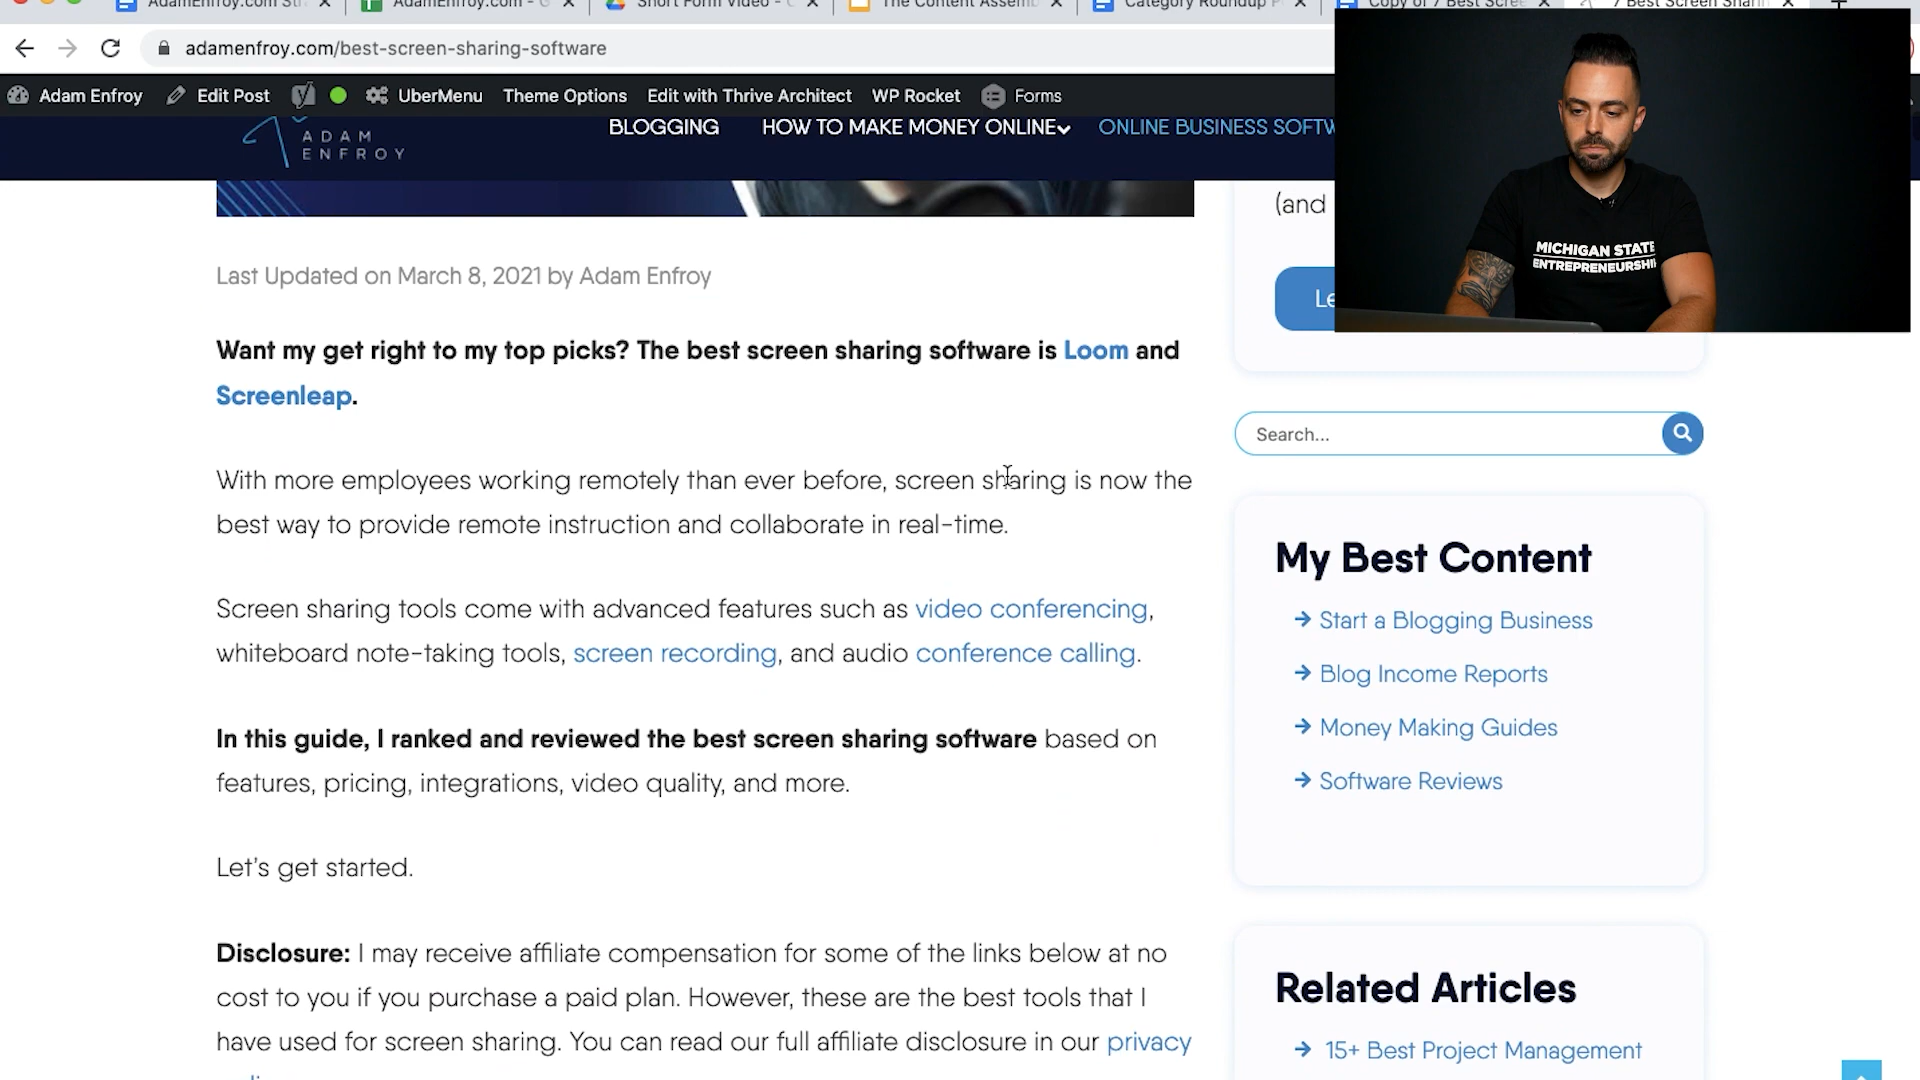 AdamEnfroy.com
AdamEnfroy.com - G
Short Form Video -
The Content Assemb
Category Roundup P
Copy of 7 Best Scree
7 Best Screen Sharin
adamenfroy.com/best-screen-sharing-software
Adam Enfroy
Edit Post
UberMenu
Theme Options
Edit with Thrive Architect
WP Rocket
Forms
ADAM
ENFROY
BLOGGING
HOW TO MAKE MONEY ONLINE
ONLINE BUSINESS SOFTW
MICHIGAN STATE
ENTREPRENEURSHI
(and
Le
Last Updated on March 8, 2021 by Adam Enfroy
Want my get right to my top picks? The best screen sharing software is Loom and
Screenleap.
With more employees working remotely than ever before, screen sharing is now the
best way to provide remote instruction and collaborate in real-time.
Screen sharing tools come with advanced features such as video conferencing,
whiteboard note-taking tools, screen recording, and audio conference calling.
In this guide, I ranked and reviewed the best screen sharing software based on
features, pricing, integrations, video quality, and more.
Let's get started.
Disclosure: I may receive affiliate compensation for some of the links below at no
cost to you if you purchase a paid plan. However, these are the best tools that I
have used for screen sharing. You can read our full affiliate disclosure in our privacy
Search...
My Best Content
Start a Blogging Business
Blog Income Reports
Money Making Guides
Software Reviews
Related Articles
15+ Best Project Management